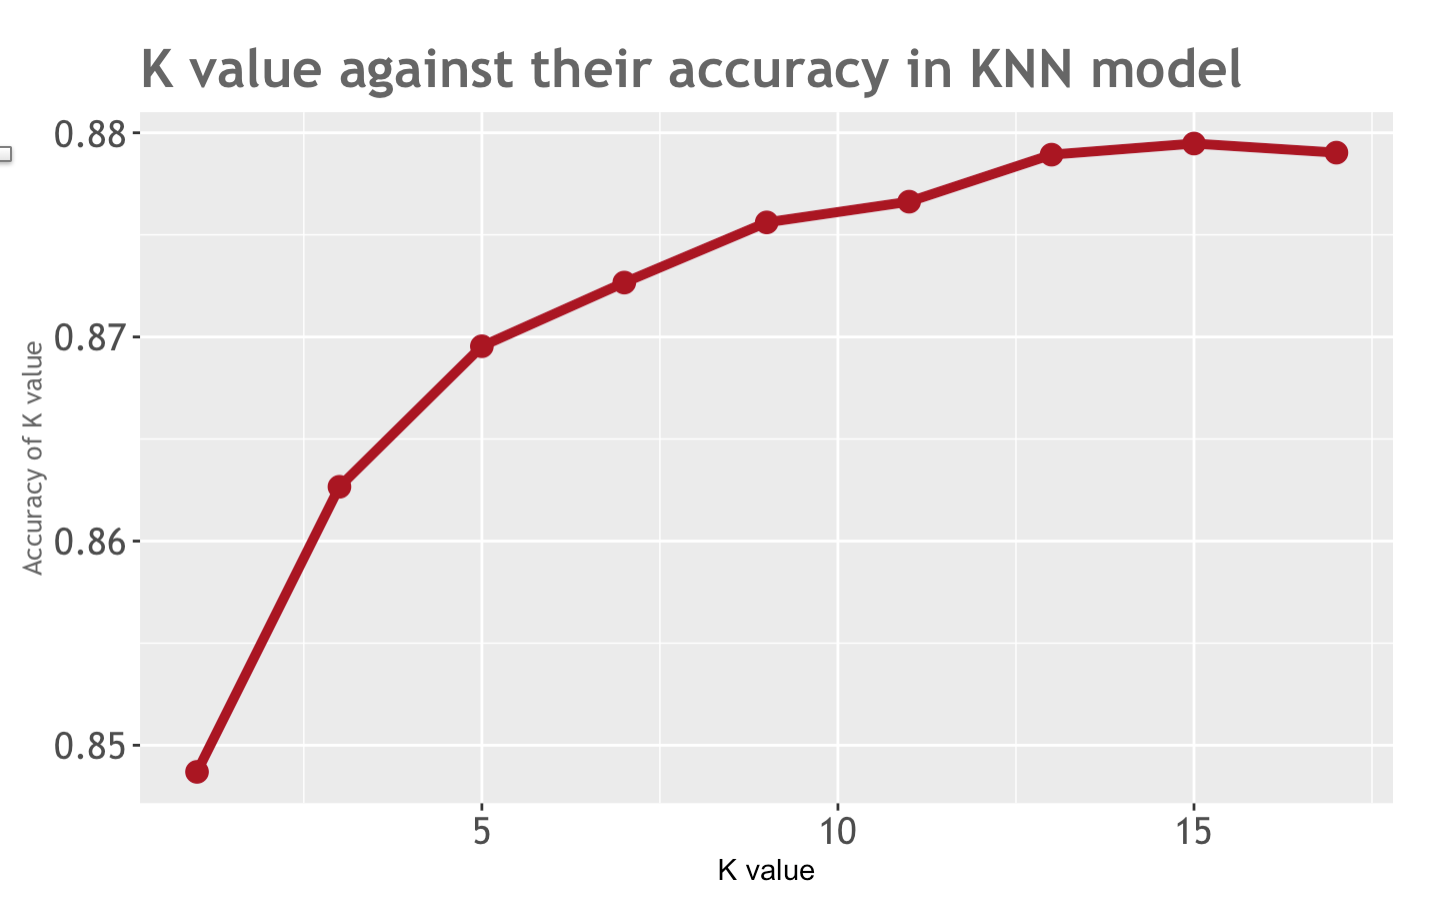 K value against their accuracy in KNN model
0.88
0.87
0.86
0.85
Accuracy of K value
5
10
15
K value